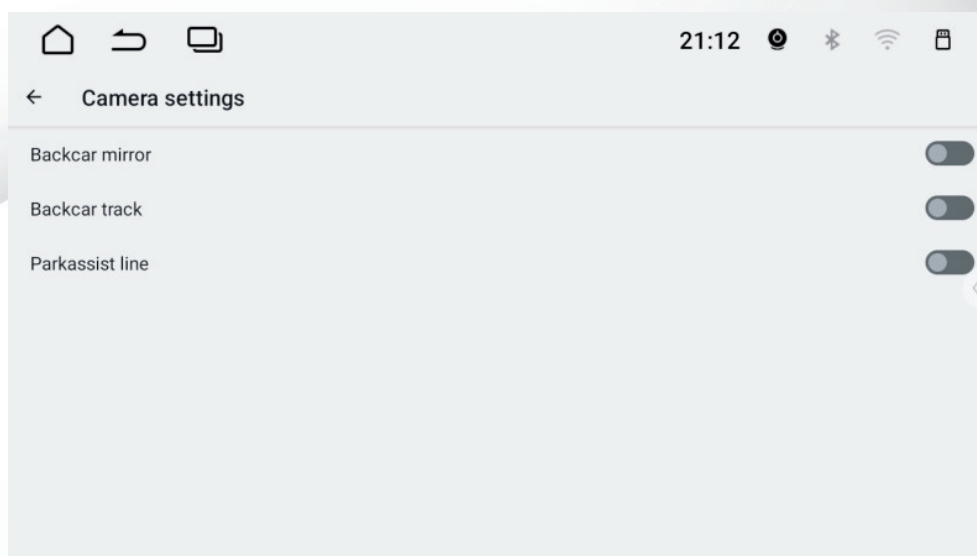 21:12
Camera settings
Backcar mirror
Backcar track
Parkassist line